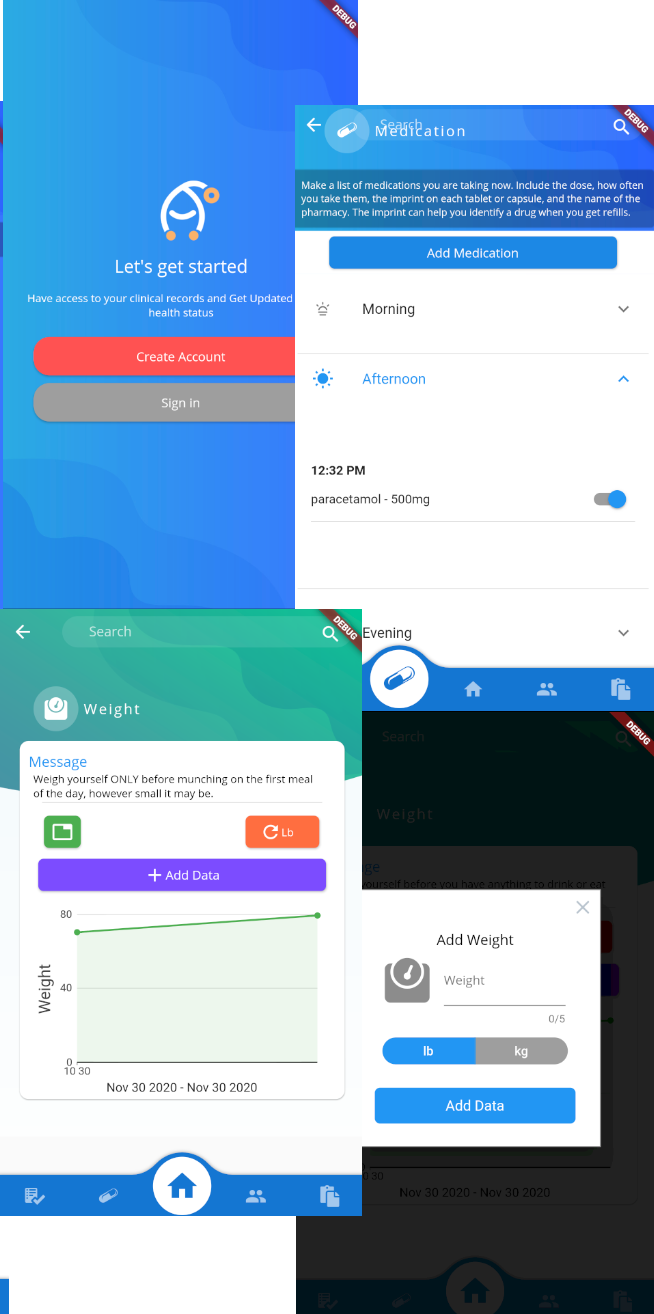 DEBUG
Let's get started
Have access to your clinical records and Get Updated
health status
Create Account
Sign in
DEBUG
Search
Medication
Make a list of medications you are taking now. Include the dose, how often
you take them, the imprint on each tablet or capsule, and the name of the
pharmacy. The imprint can help you identify a drug when you get refills.
Add Medication
Morning
Afternoon
12:32 PM
paracetamol - 500mg
Evening
DEBUG
Search
Weight
Message
Weigh yourself ONLY before munching on the first meal
of the day, however small it may be.
Lb
Add Data
80
Weight
40
0
10 30
Nov 30 2020 - Nov 30 2020
DEBUG
Search
Weight
ge
yourself before you have anything to drink or eat
Add Weight
Weight
0/5
lb
kg
Add Data
0
0 30
Nov 30 2020 - Nov 30 2020